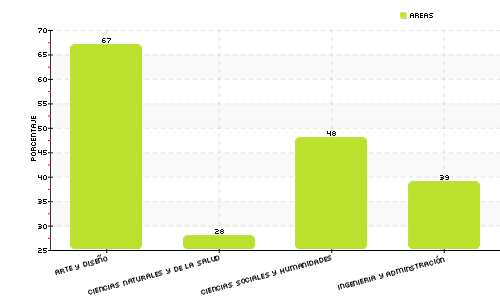 AREAS
70
65
60
55
50
45
40
35
30
25
PORCENTAJE
67
28
48
39
ARTE Y DISEÑO
CIENCIAS NATURALES Y DE LA SALUD
CIENCIAS SOCIALES Y HUMANIDADES
INGENIERIA Y ADMINSTRACIÓN